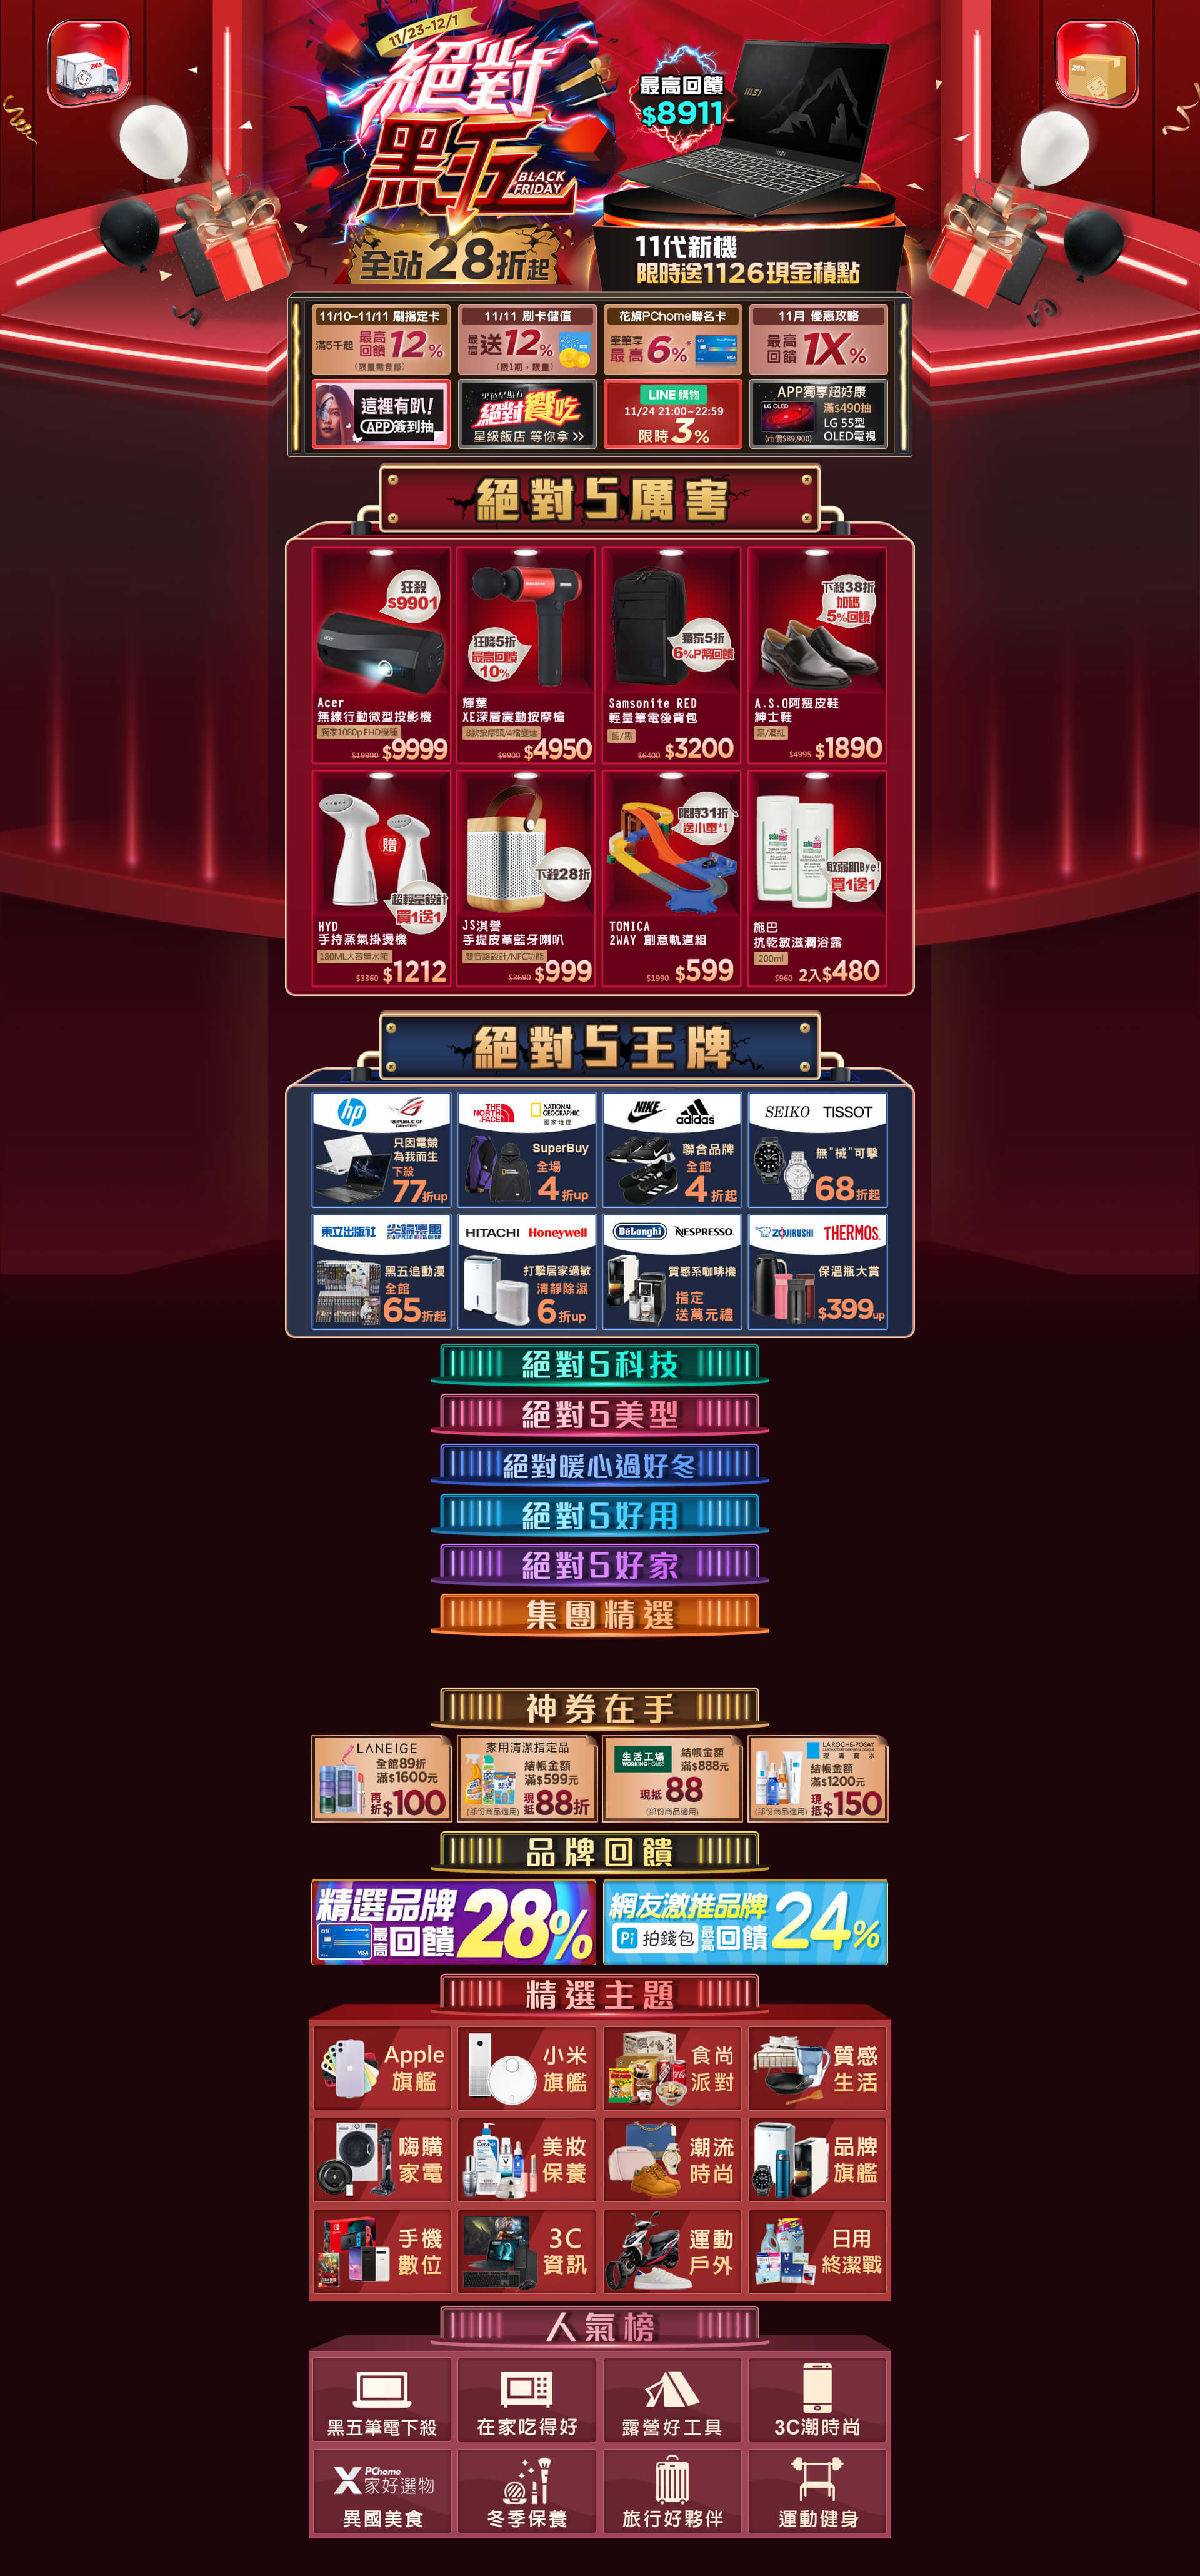 11/23-12/1
絕對
黑五
BLACK
FRIDAY
全站28折起
最高回饋
$8911
msi
11代新機
限時送1126現金積點
24h
24h
11/10~11/11 刷指定卡
滿5千起 最高回饋 12%
(限量需登錄)
11/11 刷卡儲值
最高送12%
(限1期，限量)
花旗PChome聯名卡
筆筆享
最高6%
11月 優惠攻略
最高回饋 1X%
這裡有趴!
APP簽到抽
黑色星期五
絕對饗吃
星級飯店 等你拿
LINE 購物
11/24 21:00~22:59
限時3%
APP獨享超好康
LG OLED
滿$490抽
LG 55型
OLED電視
(市價$89,900)
絕對5厲害
狂殺
$9901
Acer
無線行動微型投影機
獨家1080p FHD機種
$19900 $9999
狂降5折
最高回饋
10%
輝葉
XE深層震動按摩槍
8款按摩頭/4檔變速
$9900 $4950
獨家5折
6%P幣回饋
Samsonite RED
輕量筆電後背包
藍/黑
$6400 $3200
下殺38折
加碼
5%回饋
A.S.O阿瘦皮鞋
紳士鞋
黑/酒紅
$4995 $1890
贈
超輕量設計
買1送1
HYD
手持蒸氣掛燙機
180ML大容量水箱
$3360 $1212
下殺28折
JS淇譽
手提皮革藍牙喇叭
雙音路設計/NFC功能
$3690 $999
限時31折
送小車*1
TOMICA
2WAY 創意軌道組
$1990 $599
敏弱肌Bye!
買1送1
施巴
抗乾敏滋潤浴露
200ml
$960 2入$480
絕對5王牌
hp
REPUBLIC OF
GAMERS
只因電競
為我而生
下殺
77折up
THE
NORTH
FACE
NATIONAL
GEOGRAPHIC
國家地理
SuperBuy
全場
4折up
NIKE
adidas
聯合品牌
全館
4折起
SEIKO TISSOT
無"械"可擊
68折起
東立出版社 尖端集團
黑五追動漫
全館
65折起
HITACHI Honeywell
打擊居家過敏
清靜除濕
6折up
DeLonghi NESPRESSO
質感系咖啡機
指定
送萬元禮
ZOJIRUSHI THERMOS
保溫瓶大賞
$399up
絕對5科技
絕對5美型
絕對暖心過好冬
絕對5好用
絕對5好家
集團精選
神券在手
LANEIGE
全館89折
滿$1600元
再折$100
家用清潔指定品
結帳金額
滿$599元
(部份商品適用) 現抵88折
生活工場
WORKING HOUSE
結帳金額
滿$888元
現抵 88
(部份商品適用)
LA ROCHE-POSAY
理膚寶水
結帳金額
滿$1200元
(部份商品適用) 現抵$150
品牌回饋
精選品牌
最高回饋28%
網友激推品牌
Pi 拍錢包 最高回饋24%
精選主題
Apple
旗艦
小米
旗艦
食尚
派對
質感
生活
嗨購
家電
美妝
保養
潮流
時尚
品牌
旗艦
手機
數位
3C
資訊
運動
戶外
日用
終潔戰
人氣榜
黑五筆電下殺
在家吃得好
露營好工具
3C潮時尚
X PChome
家好選物
異國美食
冬季保養
旅行好夥伴
運動健身